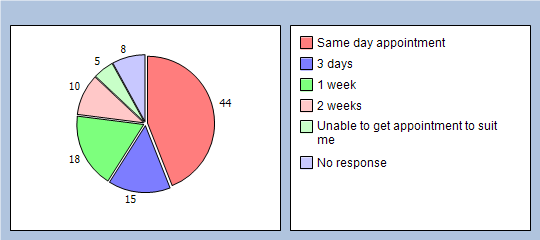 8
5
10
44
18
15
Same day appointment
3 days
1 week
2 weeks
Unable to get appointment to suit
me
No response